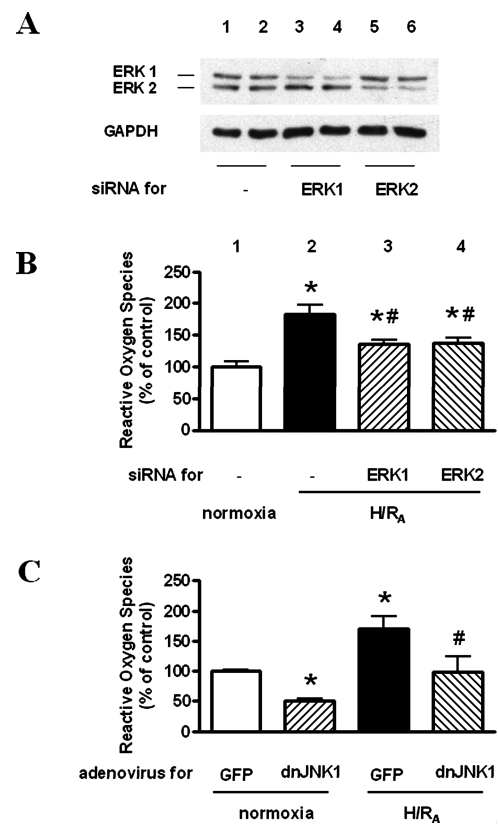 A
1 2 3 4 5 6
ERK 1
ERK 2
GAPDH
siRNA for - ERK1 ERK2
B
1 2 3 4
Reactive Oxygen Species
(% of control)
250
200
150
100
50
0
* *# *#
siRNA for - - ERK1 ERK2
normoxia H/RA
C
Reactive Oxygen Species
(% of control)
250
200
150
100
50
0
* * #
adenovirus for GFP dnJNK1 GFP dnJNK1
normoxia H/RA